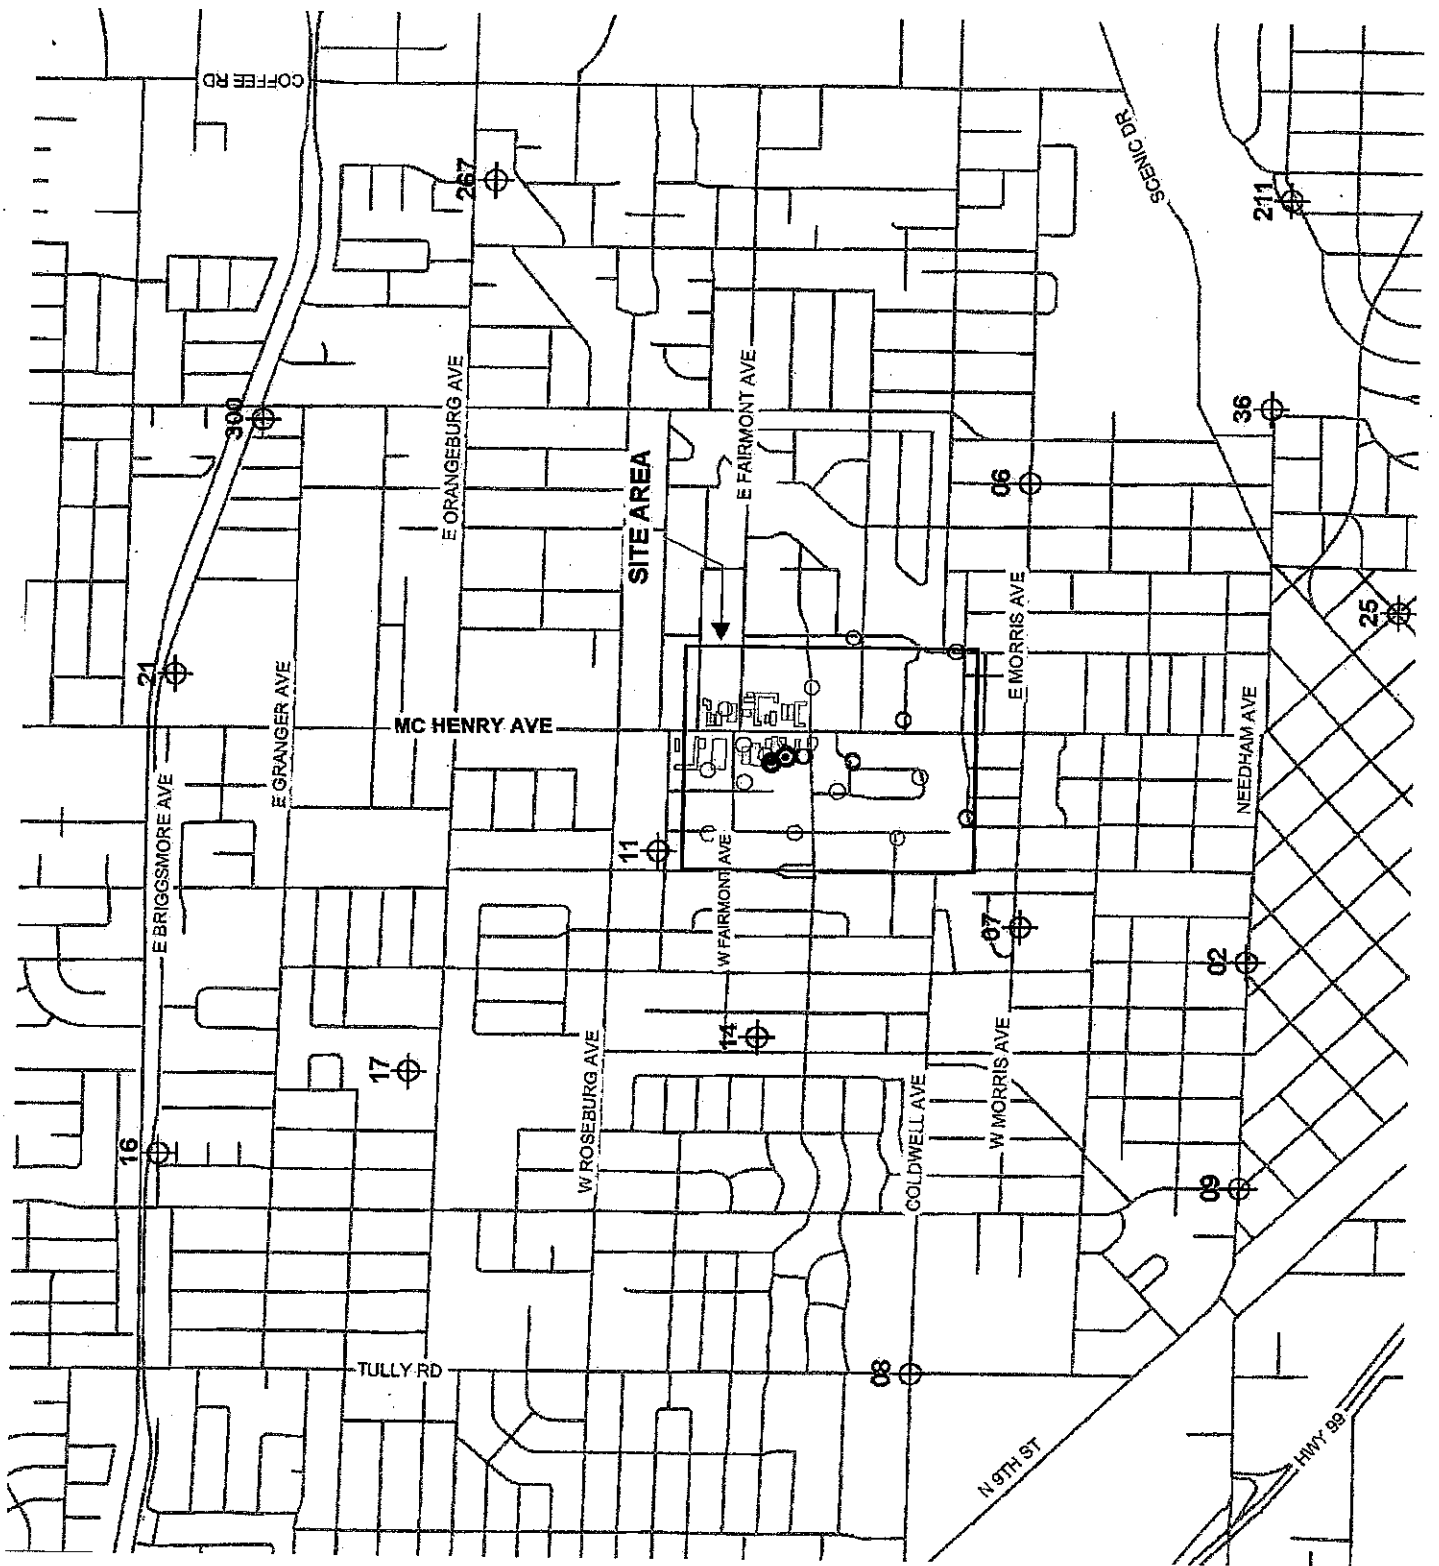 COFFEE RD
SCENIC DR
267
211
E ORANGEBURG AVE
E FAIRMONT AVE
300
36
SITE AREA
06
E MORRIS AVE
25
21
E GRANGER AVE
MC HENRY AVE
NEEDHAM AVE
E BRIGGSMORE AVE
11
W FAIRMONT AVE
07
02
14
17
W ROSEBURG AVE
W MORRIS AVE
COLDWELL AVE
16
09
TULLY RD
08
N 9TH ST
HWY 99